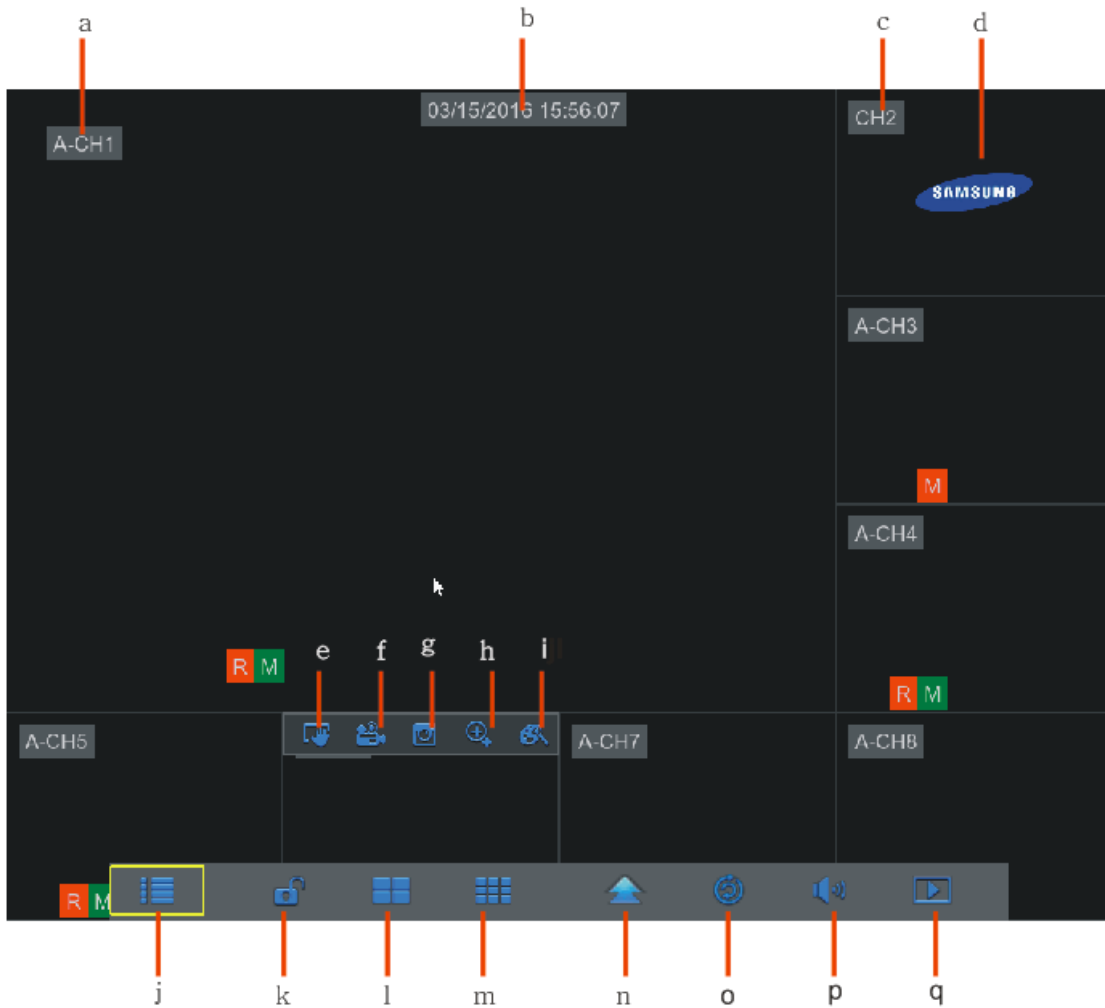 a b c d
03/15/2016 15:56:07
A-CH1
CH2
SAMSUNG
A-CH3
M
A-CH4
R M
e f g h i
R M
A-CH5
A-CH7
A-CH8
R M
j k l m n o p q